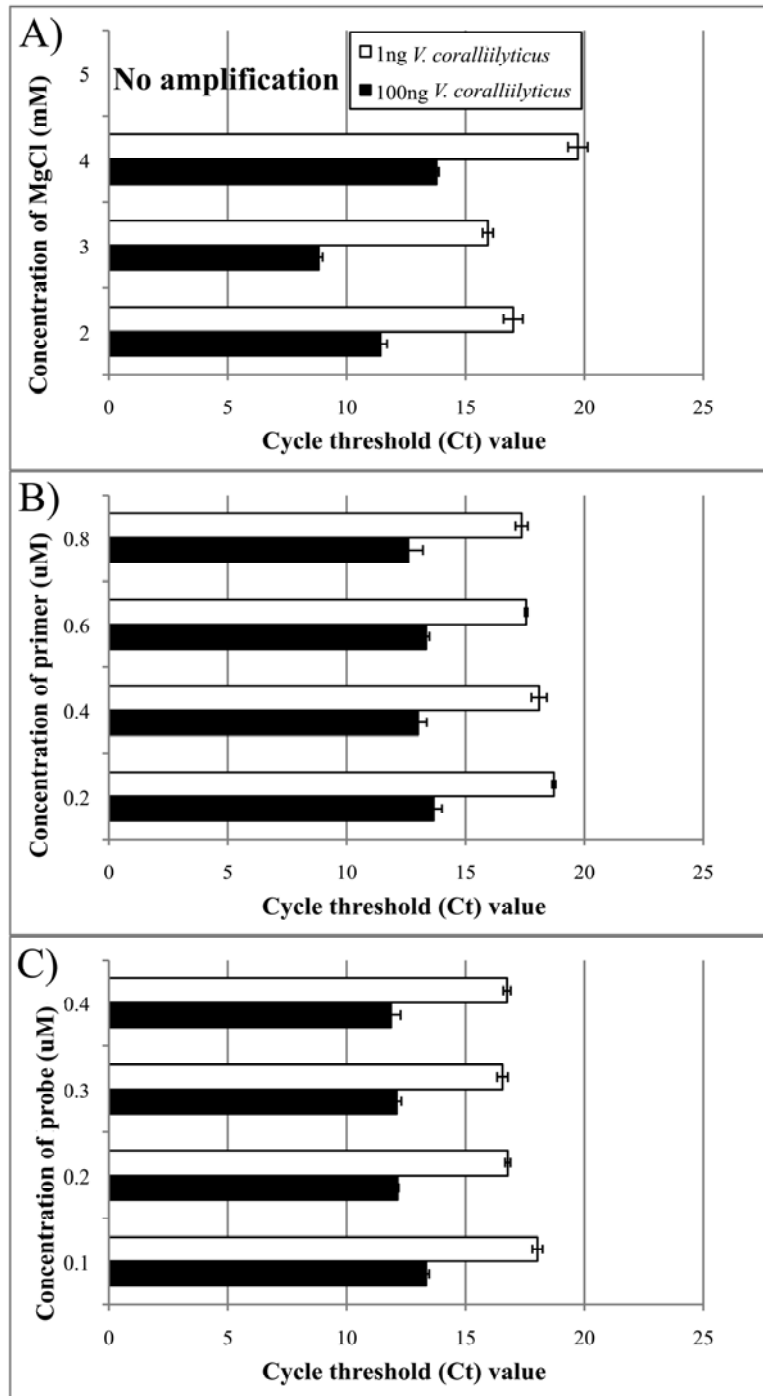 A)
1ng V. coralliilyticus
100ng V. coralliilyticus
No amplification
Concentration of MgCl (mM)
5
4
3
2
0 5 10 15 20 25
Cycle threshold (Ct) value
B)
Concentration of primer (uM)
0.8
0.6
0.4
0.2
0 5 10 15 20 25
Cycle threshold (Ct) value
C)
Concentration of probe (uM)
0.4
0.3
0.2
0.1
0 5 10 15 20 25
Cycle threshold (Ct) value